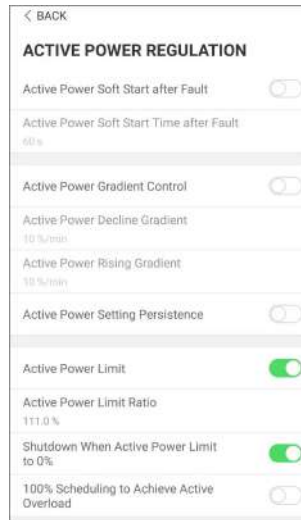 < BACK
ACTIVE POWER REGULATION
Active Power Soft Start after Fault
Active Power Soft Start Time after Fault
60 s
Active Power Gradient Control
Active Power Decline Gradient
10 %/min
Active Power Rising Gradient
10 %/min
Active Power Setting Persistence
Active Power Limit
Active Power Limit Ratio
111.0 %
Shutdown When Active Power Limit
to 0%
100% Scheduling to Achieve Active
Overload